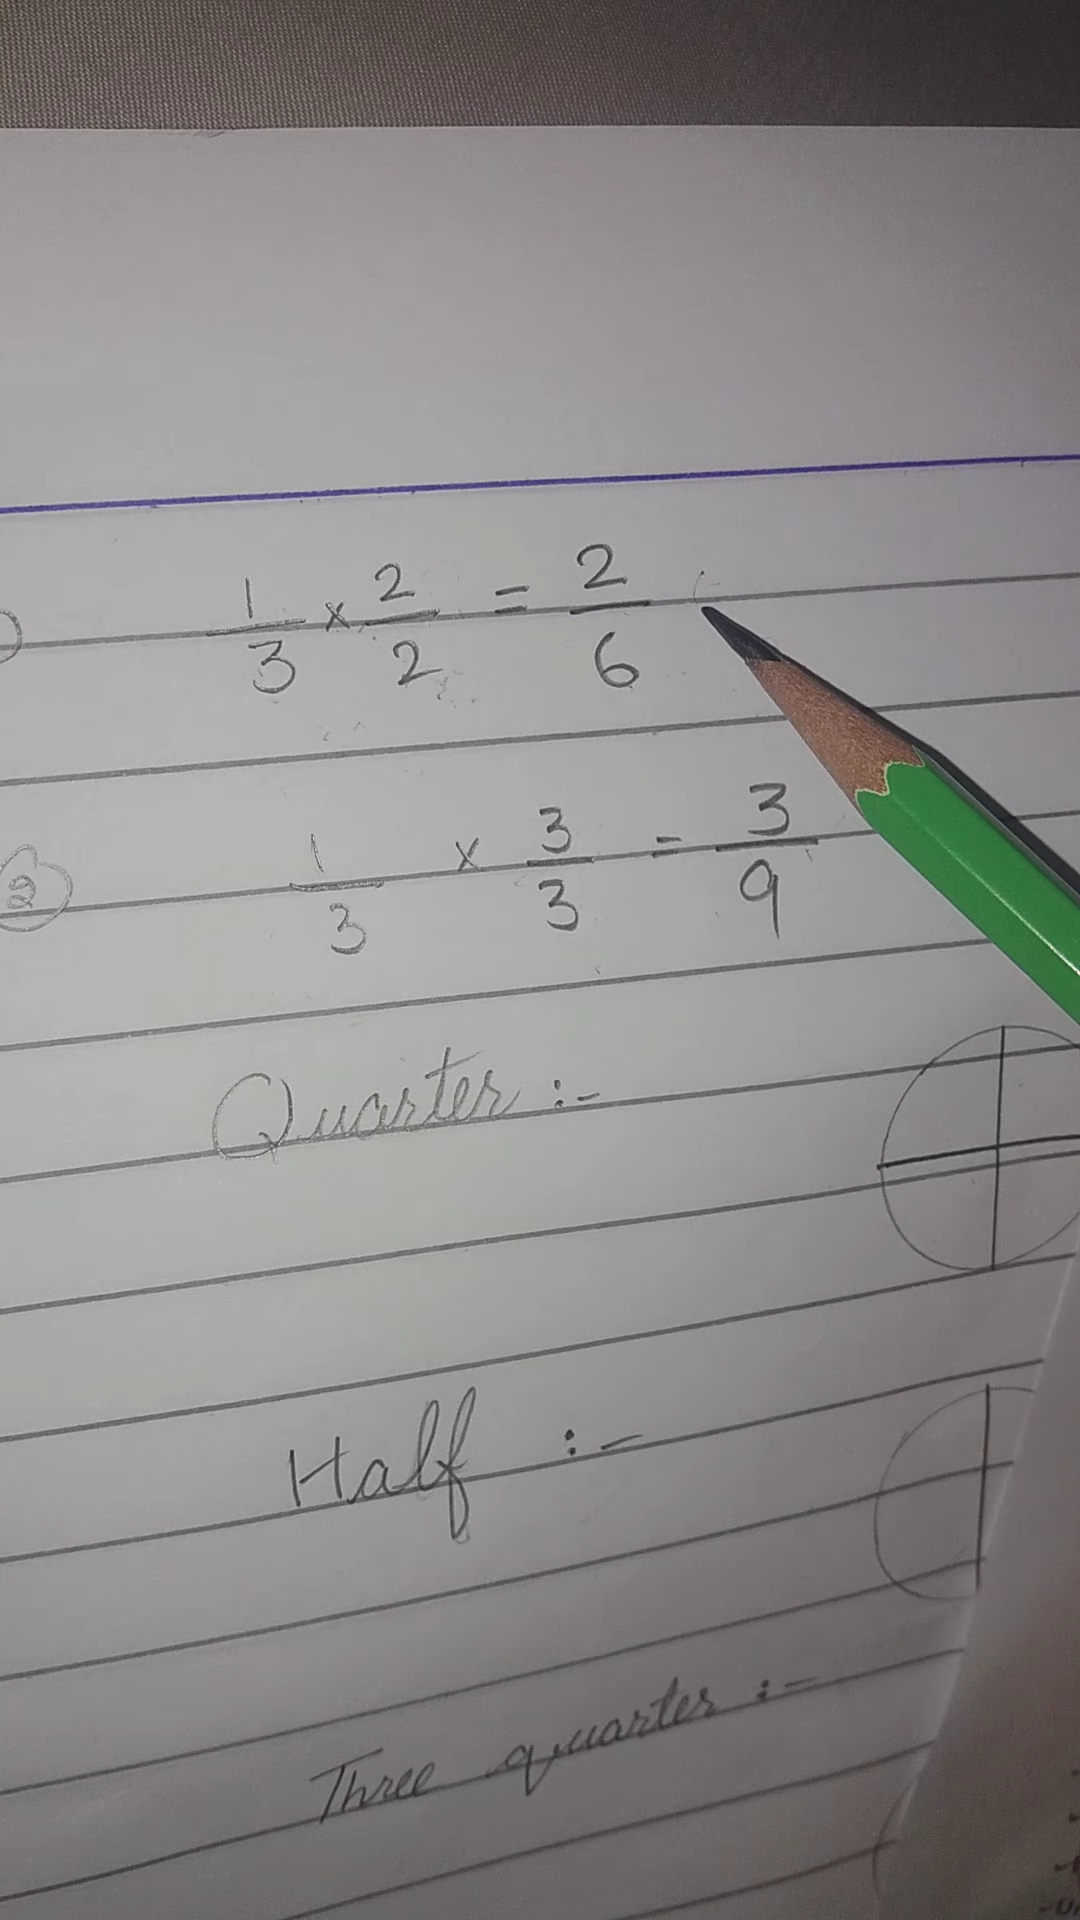 1/3 × 2/2 = 2/6
② 1/3 × 3/3 = 3/9
Quarter :-
Half :-
Three quarter :-